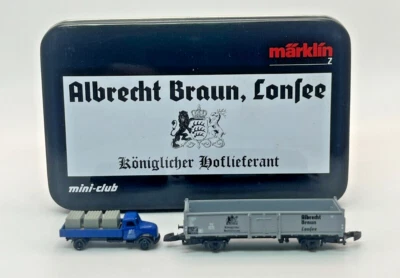 märklin
Z
Albrecht Braun, Lonſee
Königlicher Hoflieferant
mini-club
Albrecht
Braun
Lonſee